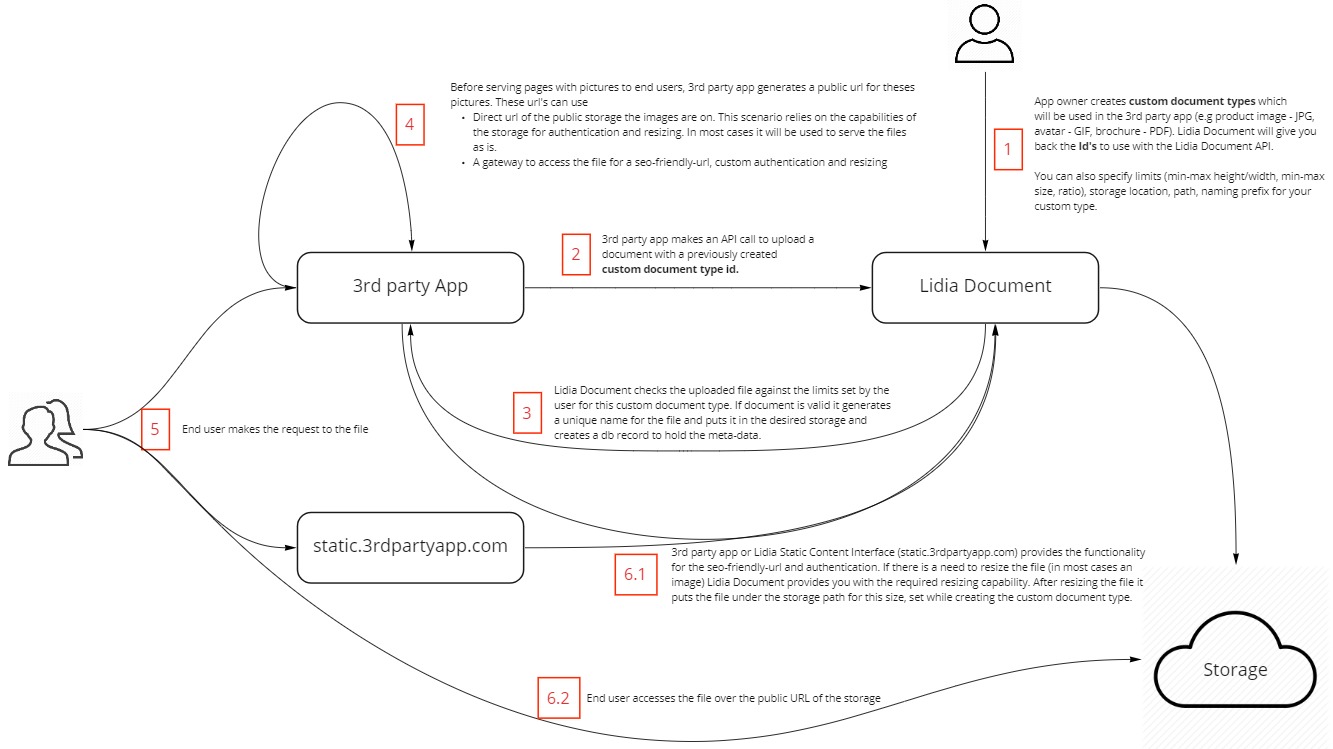 App owner creates custom document types which
will be used in the 3rd party app (e.g product image - JPG,
avatar - GIF, brochure - PDF). Lidia Document will give you
back the Id's to use with the Lidia Document API.
You can also specify limits (min-max height/width, min-max
size, ratio), storage location, path, naming prefix for your
custom type.
1
Before serving pages with pictures to end users, 3rd party app generates a public url for theses
pictures. These url's can use
• Direct url of the public storage the images are on. This scenario relies on the capabilities of
the storage for authentication and resizing. In most cases it will be used to serve the files
as is.
• A gateway to access the file for a seo-friendly-url, custom authentication and resizing
4
2
3rd party app makes an API call to upload a
document with a previously created
custom document type id.
3rd party App
Lidia Document
3
Lidia Document checks the uploaded file against the limits set by the
user for this custom document type. If document is valid it generates
a unique name for the file and puts it in the desired storage and
creates a db record to hold the meta-data.
5
End user makes the request to the file
static.3rdpartyapp.com
6.1
3rd party app or Lidia Static Content Interface (static.3rdpartyapp.com) provides the functionality
for the seo-friendly-url and authentication. If there is a need to resize the file (in most cases an
image) Lidia Document provides you with the required resizing capability. After resizing the file it
puts the file under the storage path for this size, set while creating the custom document type.
Storage
6.2
End user accesses the file over the public URL of the storage